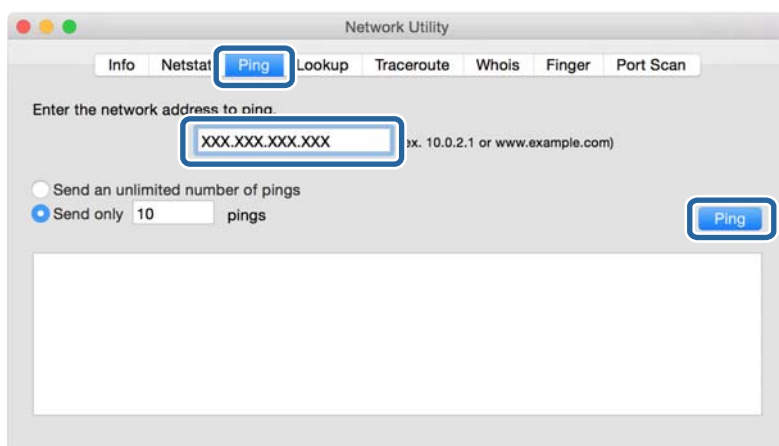 Network Utility
Info Netstat Ping Lookup Traceroute Whois Finger Port Scan
Enter the network address to ping.
XXX.XXX.XXX.XXX ex. 10.0.2.1 or www.example.com)
Send an unlimited number of pings
Send only 10 pings
Ping